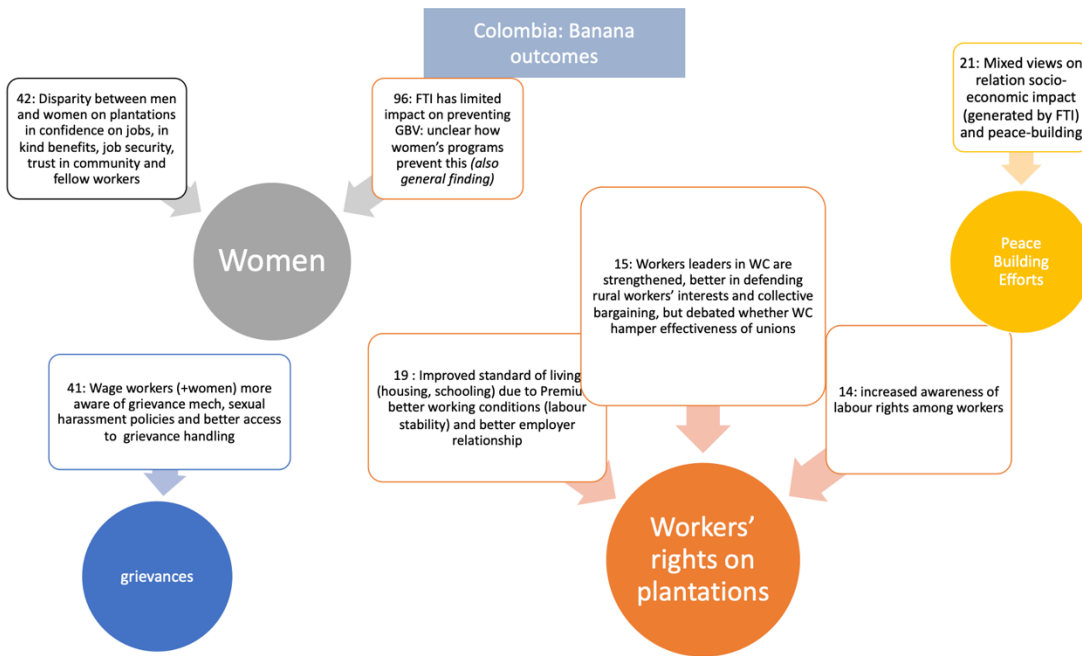 Colombia: Banana
outcomes
42: Disparity between men
and women on plantations
in confidence on jobs, in
kind benefits, job security,
trust in community and
fellow workers
96: FTI has limited
impact on preventing
GBV: unclear how
women's programs
prevent this (also
general finding)
21: Mixed views on
relation socio-
economic impact
(generated by FTI)
and peace-building
Women
Peace
Building
Efforts
15: Workers leaders in WC are
strengthened, better in defending
rural workers' interests and collective
bargaining, but debated whether WC
hamper effectiveness of unions
41: Wage workers (+women) more
aware of grievance mech, sexual
harassment policies and better access
to grievance handling
19 : Improved standard of living
(housing, schooling) due to Premium
better working conditions (labour
stability) and better employer
relationship
14: increased awareness of
labour rights among workers
grievances
Workers'
rights on
plantations